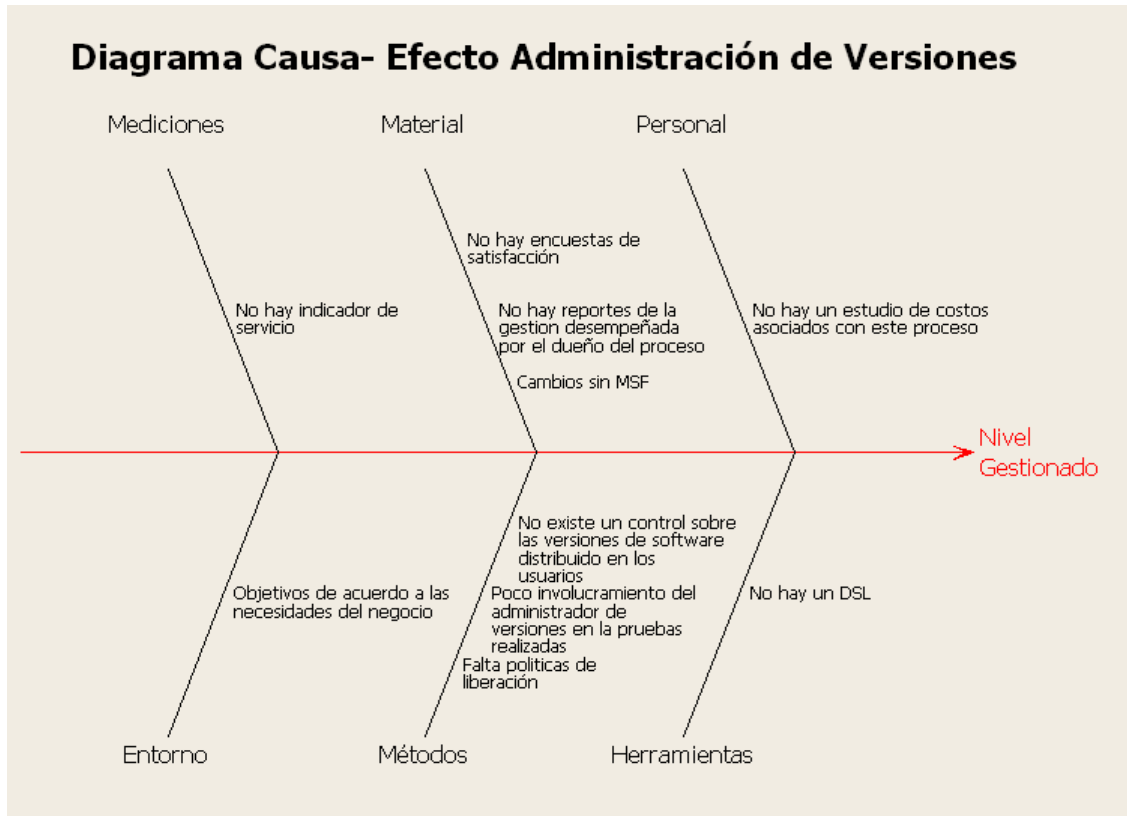 Diagrama Causa- Efecto Administración de Versiones
Mediciones
Material
Personal
No hay encuestas de
satisfacción
No hay indicador de
servicio
No hay reportes de la
gestion desempeñada
por el dueño del proceso
No hay un estudio de costos
asociados con este proceso
Cambios sin MSF
Nivel
Gestionado
No existe un control sobre
las versiones de software
distribuido en los
usuarios
Objetivos de acuerdo a las
necesidades del negocio
Poco involucramiento del
administrador de
versiones en la pruebas
realizadas
No hay un DSL
Falta politicas de
liberación
Entorno
Métodos
Herramientas